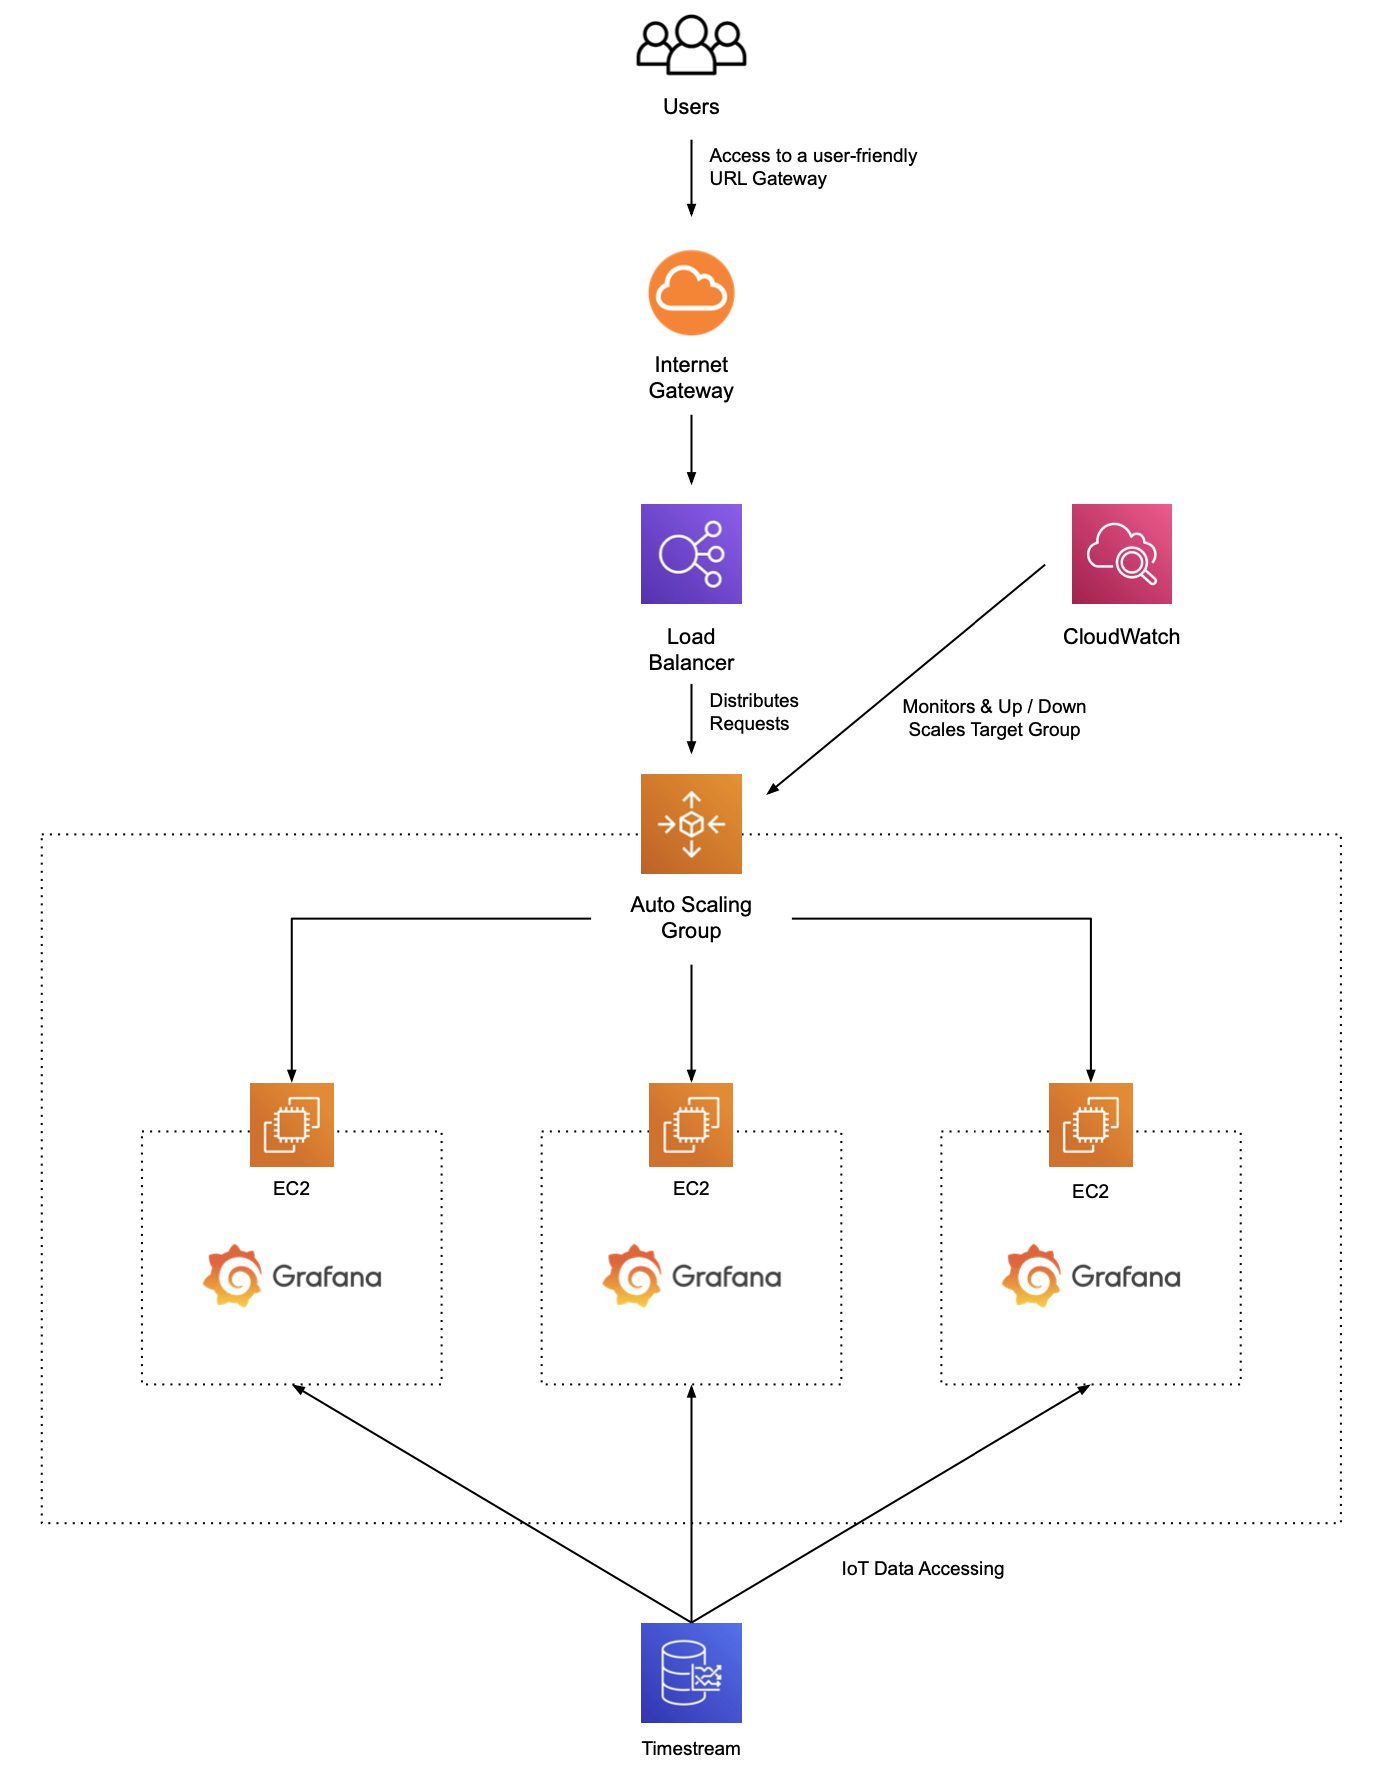 Users
Access to a user-friendly
URL Gateway
Internet
Gateway
Load
Balancer
CloudWatch
Distributes
Requests
Monitors & Up / Down
Scales Target Group
Auto Scaling
Group
EC2
EC2
EC2
Grafana
Grafana
Grafana
IoT Data Accessing
Timestream